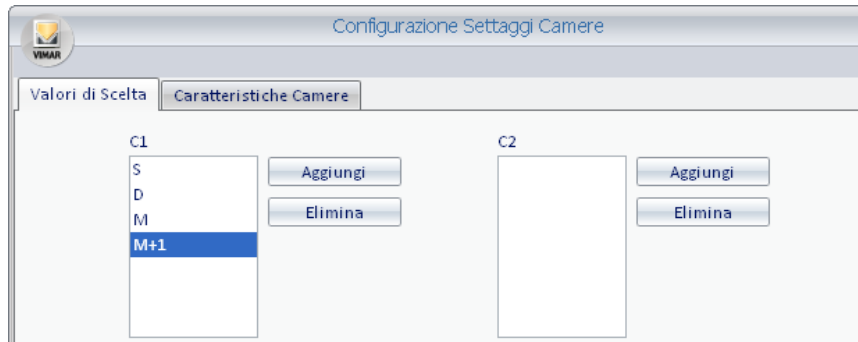 Configurazione Settaggi Camere
VIMAR
Valori di Scelta Caratteristiche Camere
C1 C2
S Aggiungi Aggiungi
D
Elimina Elimina
M
M+1